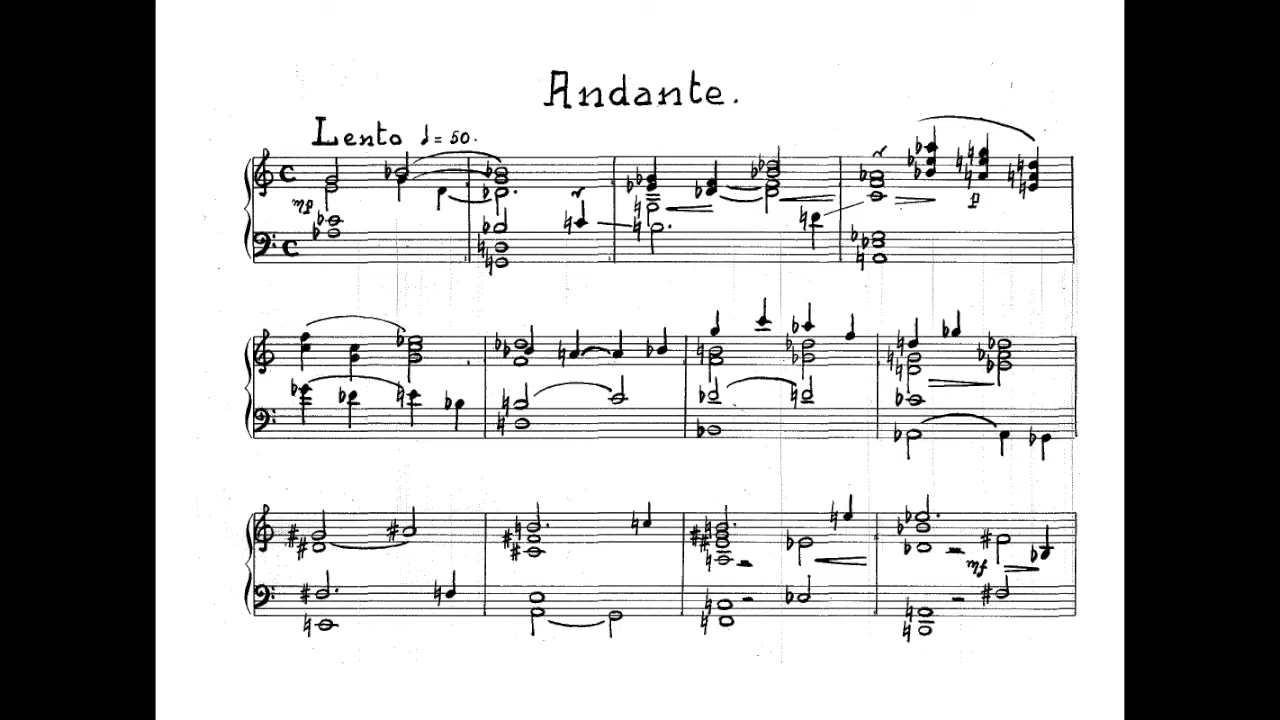 Andante.
Lento ♩= 50.
mf
f
mf